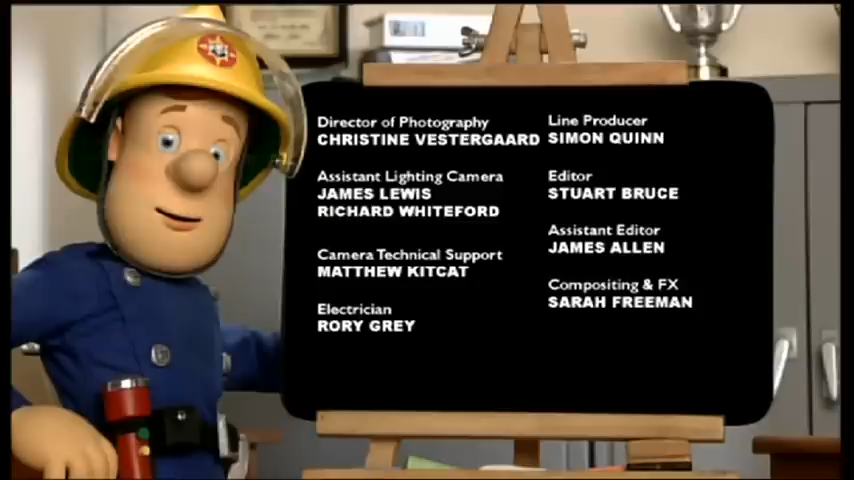 Director of Photography
CHRISTINE VESTERGAARD
Assistant Lighting Camera
JAMES LEWIS
RICHARD WHITEFORD
Camera Technical Support
MATTHEW KITCAT
Electrician
RORY GREY
Line Producer
SIMON QUINN
Editor
STUART BRUCE
Assistant Editor
JAMES ALLEN
Compositing & FX
SARAH FREEMAN